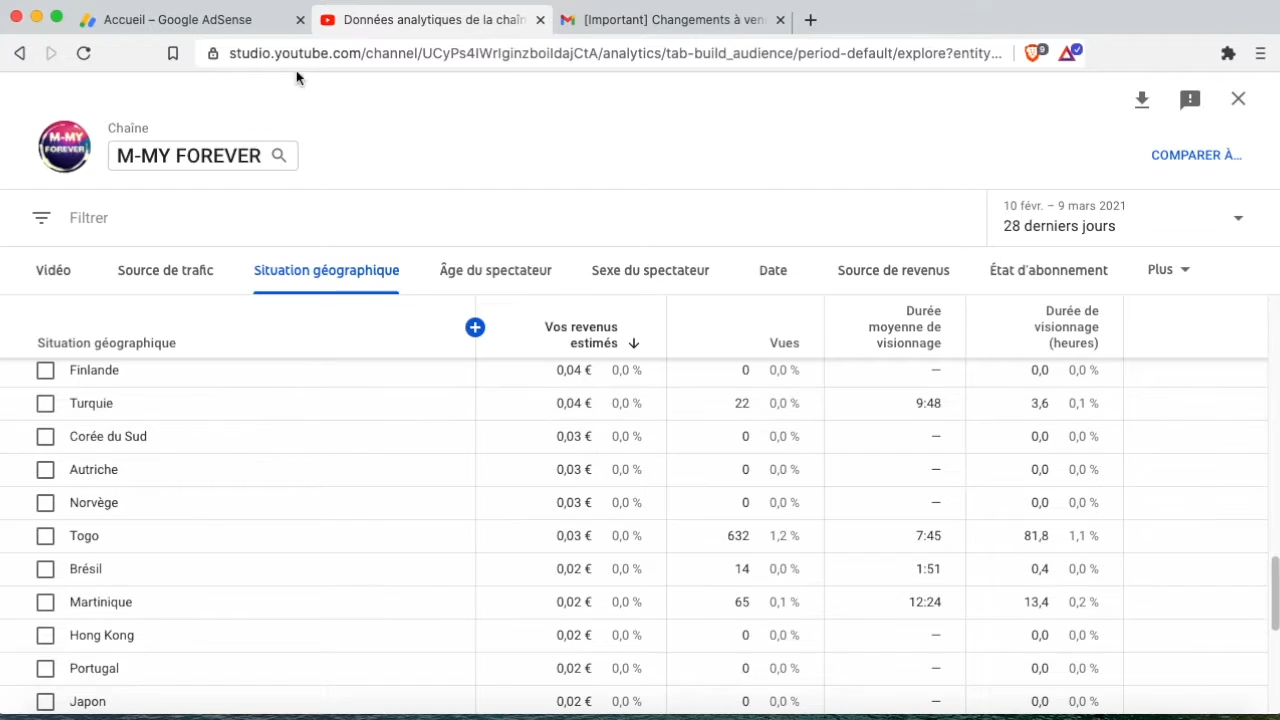 Accueil – Google AdSense
Données analytiques de la chaîn
[Important] Changements à ven
studio.youtube.com/channel/UCyPs4IWrIginzboiIdajCtA/analytics/tab-build_audience/period-default/explore?entity...
9
Chaîne
M-MY FOREVER
M-MY
FOREVER
COMPARER À...
Filtrer
10 févr. – 9 mars 2021
28 derniers jours
Vidéo Source de trafic Situation géographique Âge du spectateur Sexe du spectateur Date Source de revenus État d'abonnement Plus
Situation géographique
Vos revenus
estimés
Vues
Durée
moyenne de
visionnage
Durée de
visionnage
(heures)
Finlande 0,04 € 0,0 % 0 0,0 % — 0,0 0,0 %
Turquie 0,04 € 0,0 % 22 0,0 % 9:48 3,6 0,1 %
Corée du Sud 0,03 € 0,0 % 0 0,0 % — 0,0 0,0 %
Autriche 0,03 € 0,0 % 0 0,0 % — 0,0 0,0 %
Norvège 0,03 € 0,0 % 0 0,0 % — 0,0 0,0 %
Togo 0,03 € 0,0 % 632 1,2 % 7:45 81,8 1,1 %
Brésil 0,02 € 0,0 % 14 0,0 % 1:51 0,4 0,0 %
Martinique 0,02 € 0,0 % 65 0,1 % 12:24 13,4 0,2 %
Hong Kong 0,02 € 0,0 % 0 0,0 % — 0,0 0,0 %
Portugal 0,02 € 0,0 % 0 0,0 % — 0,0 0,0 %
Japon 0,02 € 0,0 % 0 0,0 % — 0,0 0,0 %